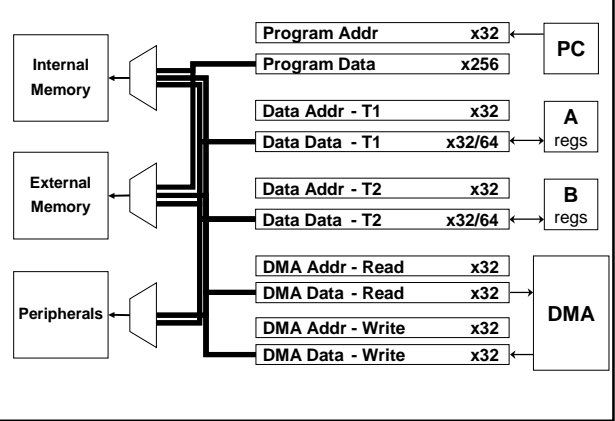 Internal
Memory
External
Memory
Peripherals
Program Addr x32
Program Data x256
Data Addr - T1 x32
Data Data - T1 x32/64
Data Addr - T2 x32
Data Data - T2 x32/64
DMA Addr - Read x32
DMA Data - Read x32
DMA Addr - Write x32
DMA Data - Write x32
PC
A
regs
B
regs
DMA